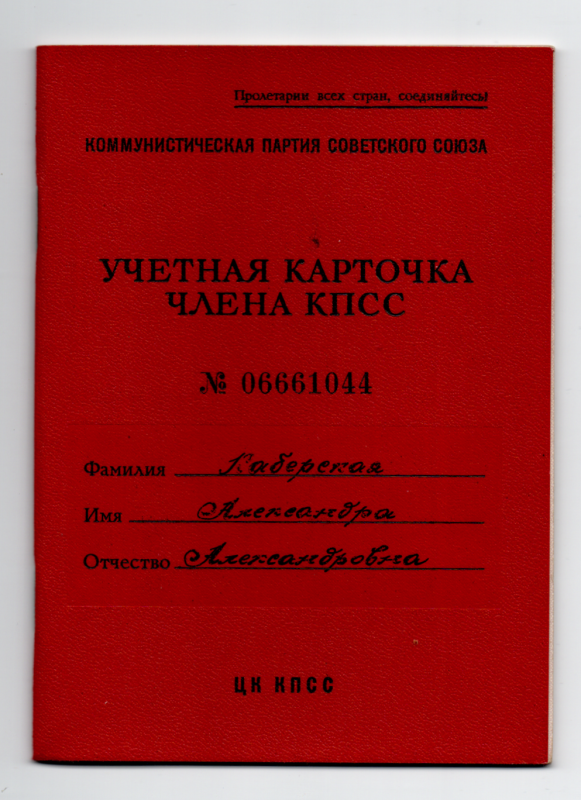 Пролетарии всех стран, соединяйтесь!
КОММУНИСТИЧЕСКАЯ ПАРТИЯ СОВЕТСКОГО СОЮЗА
УЧЕТНАЯ КАРТОЧКА
ЧЛЕНА КПСС
№ 06661044
Фамилия Каберская
Имя Александра
Отчество Александровна
ЦК КПСС